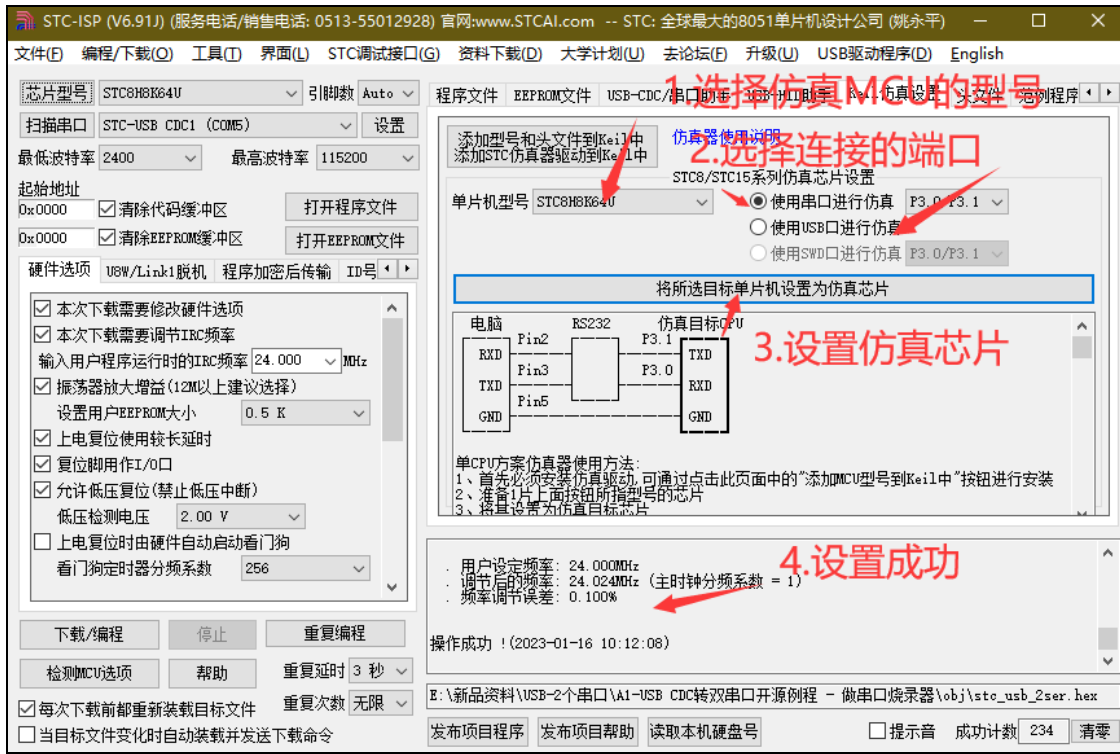 STC-ISP (V6.91J) (服务电话/销售电话: 0513-55012928) 官网:www.STCAI.com -- STC: 全球最大的8051单片机设计公司 (姚永平)
文件(F) 编程/下载(O) 工具(T) 界面(L) STC调试接口(G) 资料下载(D) 大学计划(U) 去论坛(F) 升级(U) USB驱动程序(D) English
芯片型号 STC8H8K64U 引脚数 Auto
扫描串口 STC-USB CDC1 (COM5) 设置
最低波特率 2400 最高波特率 115200
起始地址
0x0000 清除代码缓冲区 打开程序文件
0x0000 清除EEPROM缓冲区 打开EEPROM文件
硬件选项 U8W/Link1脱机 程序加密后传输 ID号
本次下载需要修改硬件选项
本次下载需要调节IRC频率
输入用户程序运行时的IRC频率 24.000 MHz
振荡器放大增益(12M以上建议选择)
设置用户EEPROM大小 0.5 K
上电复位使用较长延时
复位脚用作I/O口
允许低压复位(禁止低压中断)
低压检测电压 2.00 V
上电复位时由硬件自动启动看门狗
看门狗定时器分频系数 256
下载/编程 停止 重复编程
检测MCU选项 帮助 重复延时 3 秒
重复次数 无限
每次下载前都重新装载目标文件
当目标文件变化时自动装载并发送下载命令
程序文件 EEPROM文件 USB-CDC/串口助手 USB-HID助手 Keil仿真设置 头文件 范例程序
1.选择仿真MCU的型号
添加型号和头文件到Keil中
添加STC仿真器驱动到Keil中
仿真器使用说明
2.选择连接的端口
STC8/STC15系列仿真芯片设置
单片机型号 STC8H8K64U
使用串口进行仿真 P3.0/P3.1
使用USB口进行仿真
使用SWD口进行仿真 P3.0/P3.1
将所选目标单片机设置为仿真芯片
电脑 RS232 仿真目标CPU
RXD Pin2 P3.1 TXD
TXD Pin3 P3.0 RXD
GND Pin5 GND
3.设置仿真芯片
单CPU方案仿真器使用方法:
1、首先必须安装仿真驱动,可通过点击此页面中的"添加MCU型号到Keil中"按钮进行安装
2、准备1片上面按钮所指型号的芯片
3、将其设置为仿真目标芯片
. 用户设定频率: 24.000MHz
. 调节后的频率: 24.024MHz (主时钟分频系数 = 1)
. 频率调节误差: 0.100%
4.设置成功
操作成功 !(2023-01-16 10:12:08)
E:\新品资料\USB-2个串口\A1-USB CDC转双串口开源例程 - 做串口烧录器\obj\stc_usb_2ser.hex
发布项目程序 发布项目帮助 读取本机硬盘号 提示音 成功计数 234 清零